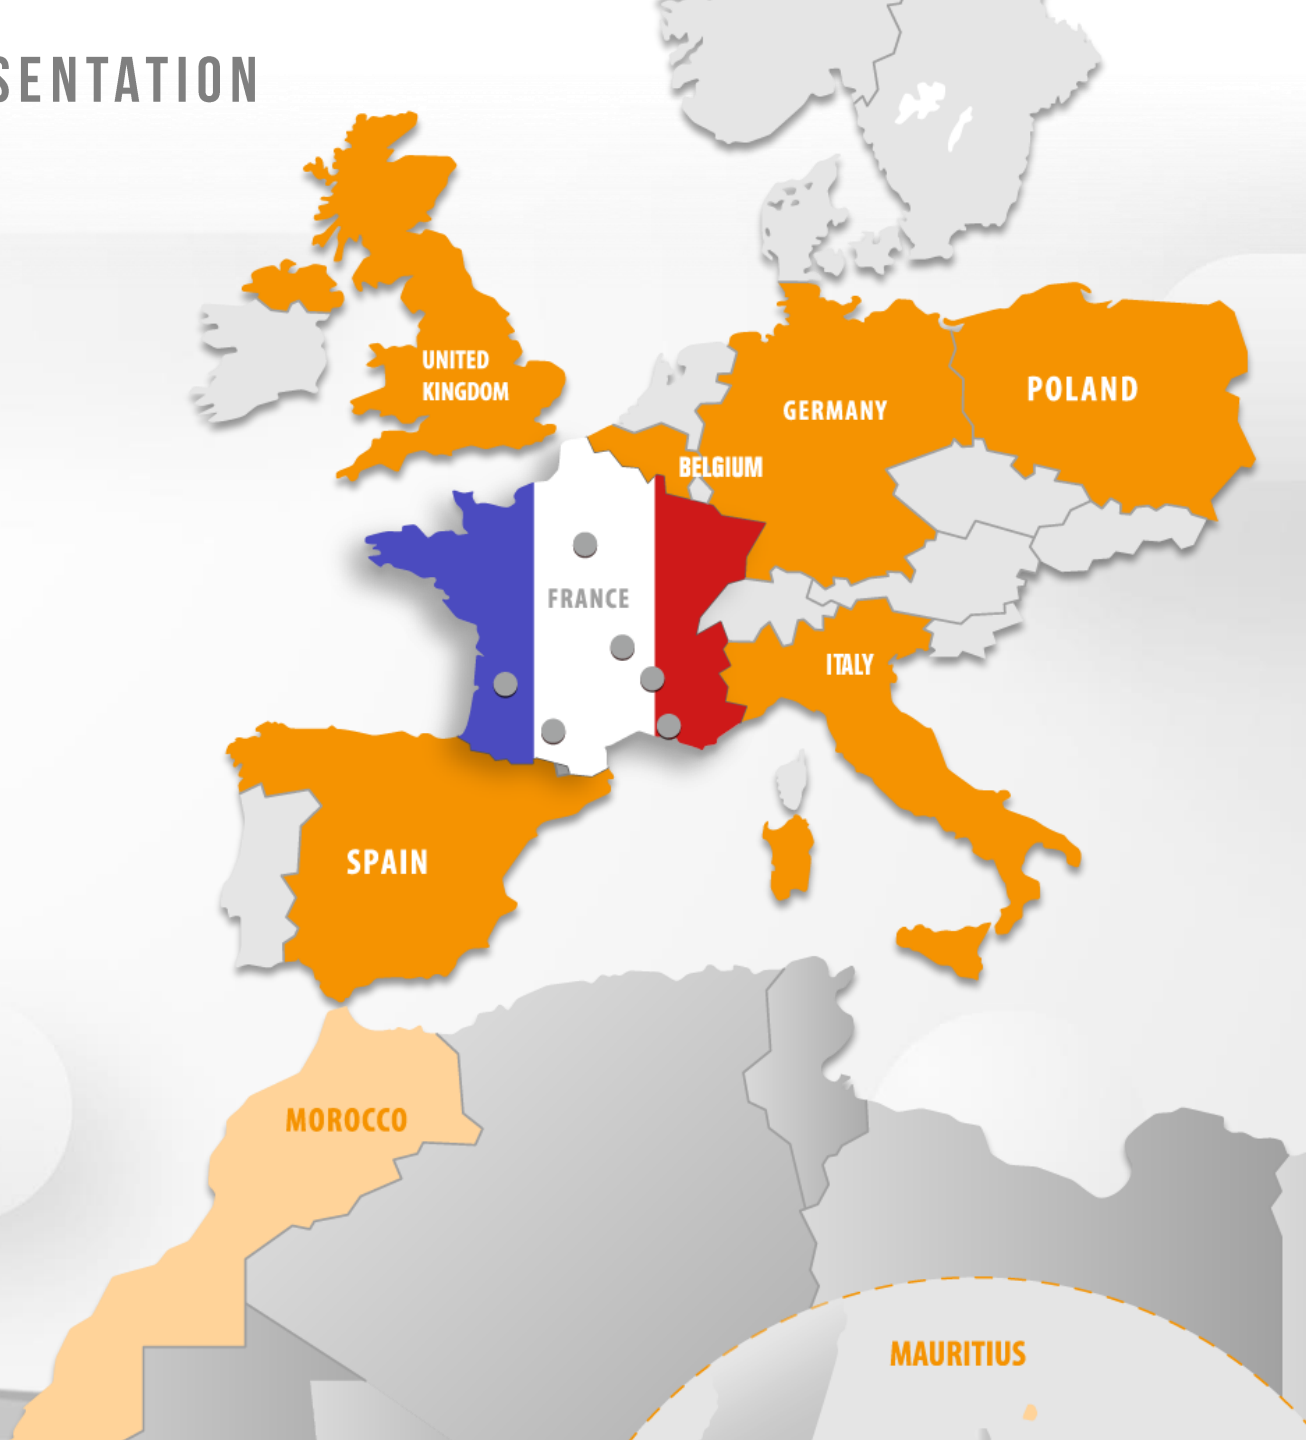 SENTATION
UNITED
KINGDOM
POLAND
GERMANY
BELGIUM
FRANCE
ITALY
SPAIN
MOROCCO
MAURITIUS